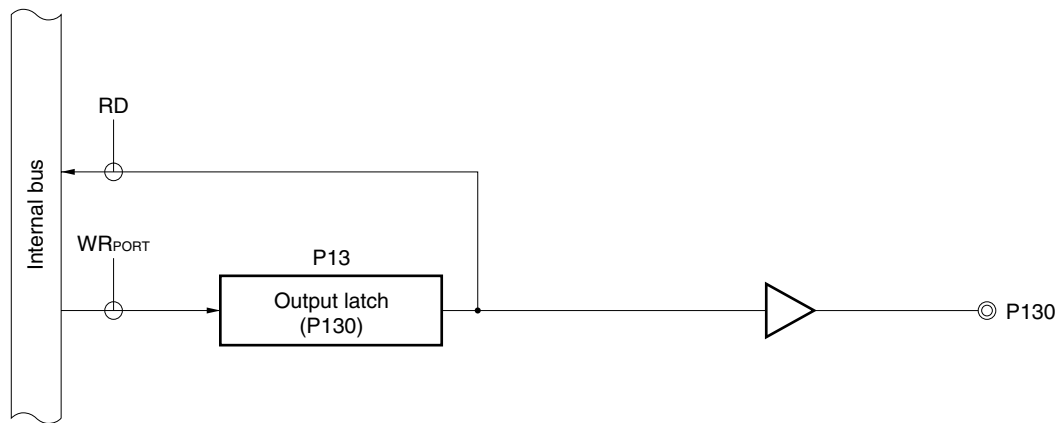 RD
Internal bus
WRPORT
P13
Output latch
(P130)
P130